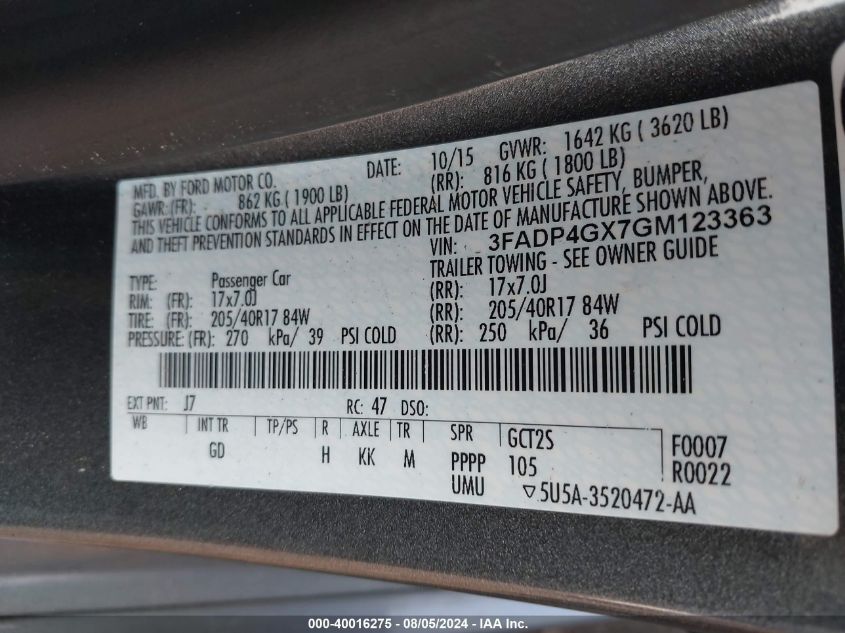 MFD. BY FORD MOTOR CO. DATE: 10/15 GVWR: 1642 KG ( 3620 LB)
GAWR: (FR): 862 KG ( 1900 LB) (RR): 816 KG ( 1800 LB)
THIS VEHICLE CONFORMS TO ALL APPLICABLE FEDERAL MOTOR VEHICLE SAFETY, BUMPER,
AND THEFT PREVENTION STANDARDS IN EFFECT ON THE DATE OF MANUFACTURE SHOWN ABOVE.
VIN: 3FADP4GX7GM123363
TYPE: Passenger Car TRAILER TOWING - SEE OWNER GUIDE
RIM: (FR): 17x7.0J (RR): 17x7.0J
TIRE: (FR): 205/40R17 84W (RR): 205/40R17 84W
PRESSURE: (FR): 270 kPa/ 39 PSI COLD (RR): 250 kPa/ 36 PSI COLD
EXT PNT: J7 RC: 47 DSO:
WB INT TR TP/PS R AXLE TR SPR GCT2S F0007
GD H KK M PPPP 105 R0022
UMU ▽5U5A-3520472-AA
000-40016275 - 08/05/2024 - IAA Inc.